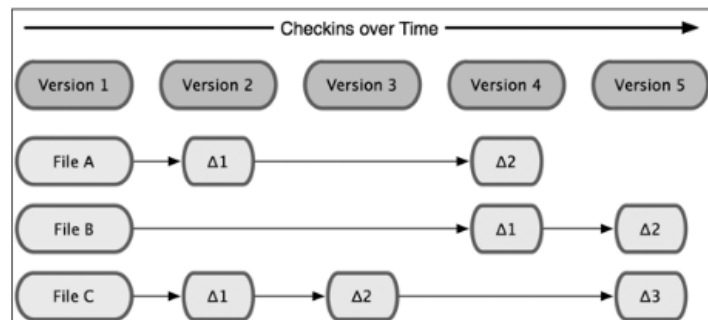 Checkins over Time
Version 1 Version 2 Version 3 Version 4 Version 5
File A Δ1 Δ2
File B Δ1 Δ2
File C Δ1 Δ2 Δ3